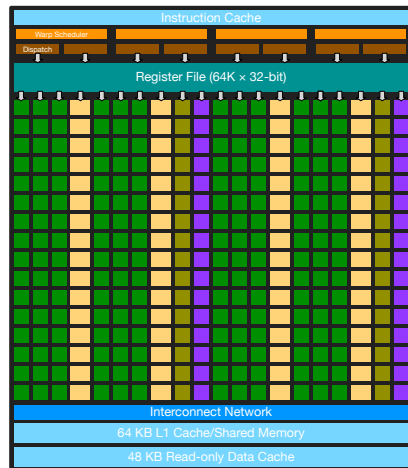 Instruction Cache
Warp Scheduler
Dispatch
Register File (64K × 32-bit)
Interconnect Network
64 KB L1 Cache/Shared Memory
48 KB Read-only Data Cache